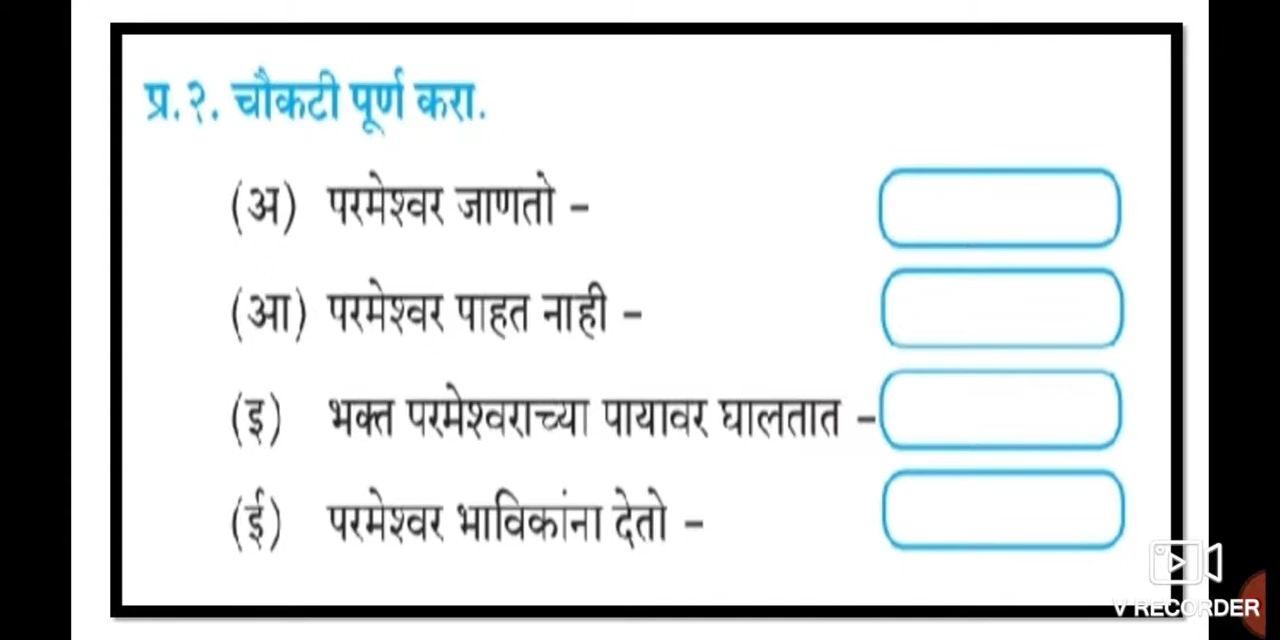 प्र.२. चौकटी पूर्ण करा.
(अ) परमेश्वर जाणतो –
(आ) परमेश्वर पाहत नाही –
(इ) भक्त परमेश्वराच्या पायावर घालतात –
(ई) परमेश्वर भाविकांना देतो –
V RECORDER